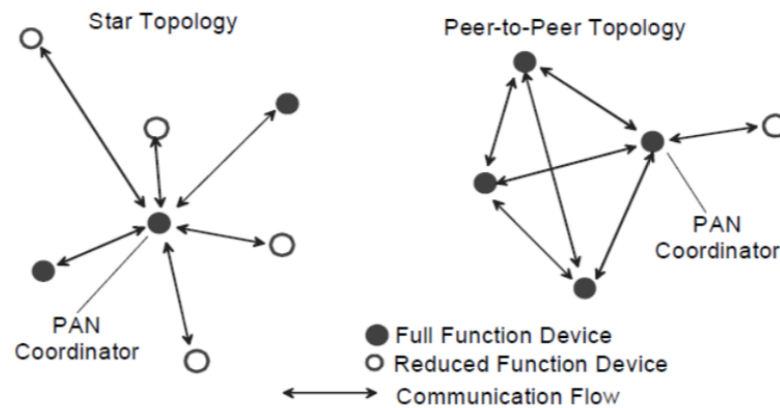 Star Topology
Peer-to-Peer Topology
PAN
Coordinator
PAN
Coordinator
Full Function Device
Reduced Function Device
Communication Flow